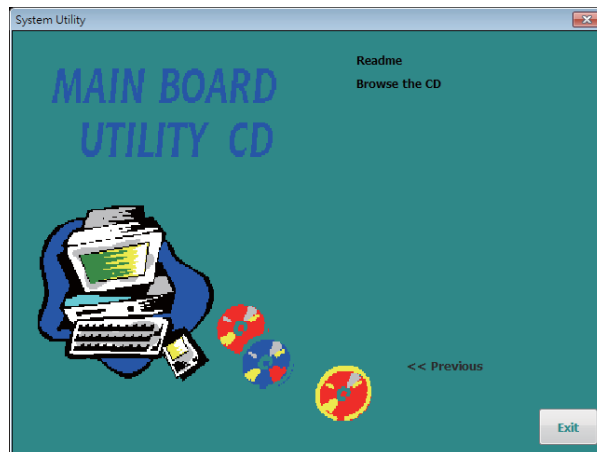 System Utility
MAIN BOARD
UTILITY CD
Readme
Browse the CD
<< Previous
Exit